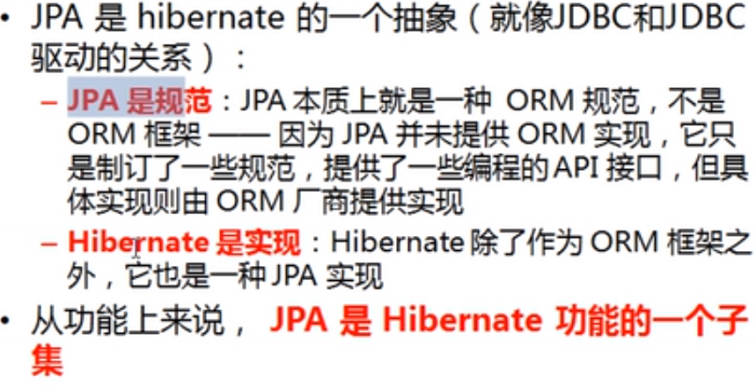 • JPA 是 hibernate 的一个抽象（就像JDBC和JDBC
驱动的关系）：
– JPA 是规范：JPA 本质上就是一种 ORM 规范，不是
ORM 框架 —— 因为 JPA 并未提供 ORM 实现，它只
是制订了一些规范，提供了一些编程的 API 接口，但具
体实现则由 ORM 厂商提供实现
– Hibernate 是实现：Hibernate 除了作为 ORM 框架之
外，它也是一种 JPA 实现
• 从功能上来说， JPA 是 Hibernate 功能的一个子
集